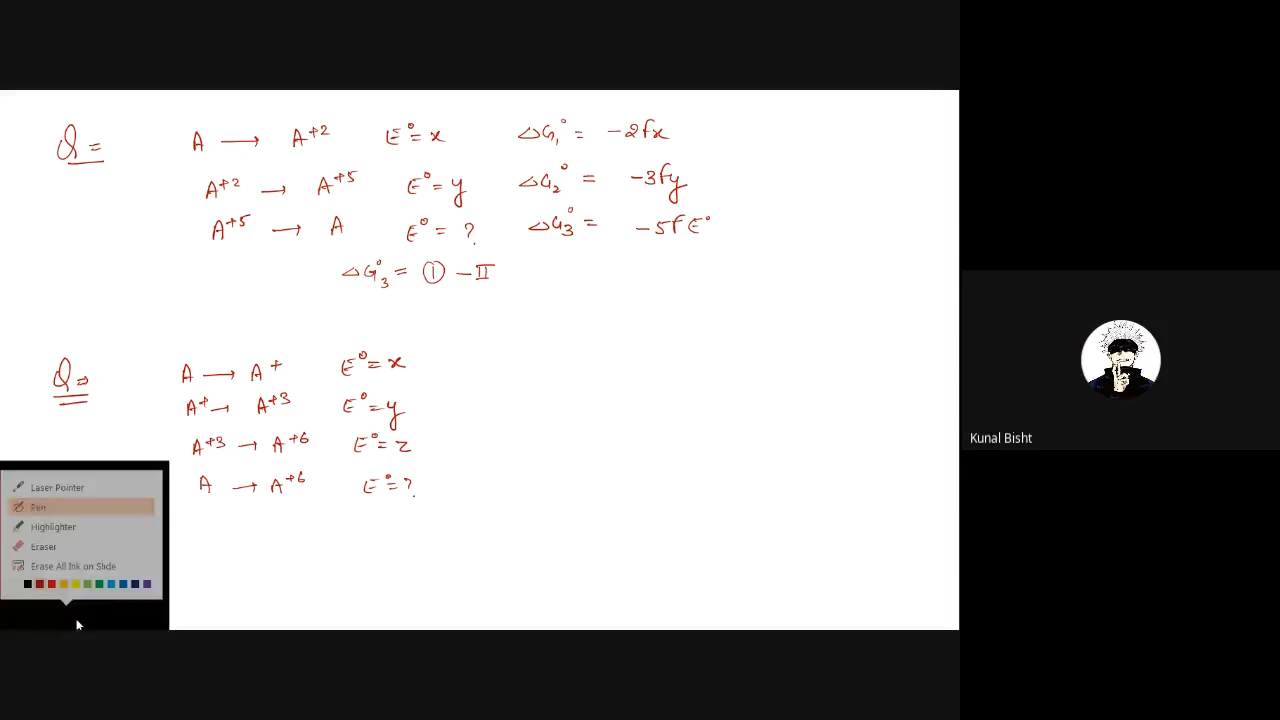 Q = A → A⁺² E° = x ΔG₁° = -2fx
A⁺² → A⁺⁵ E° = y ΔG₂° = -3fy
A⁺⁵ → A E° = ? ΔG₃° = -5fE°
ΔG₃° = ① - II
Q ⇒ A → A⁺ E° = x
A⁺ → A⁺³ E° = y
A⁺³ → A⁺⁶ E° = z
A → A⁺⁶ E° = ?
Laser Pointer
Pen
Highlighter
Eraser
Erase All Ink on Slide
Kunal Bisht